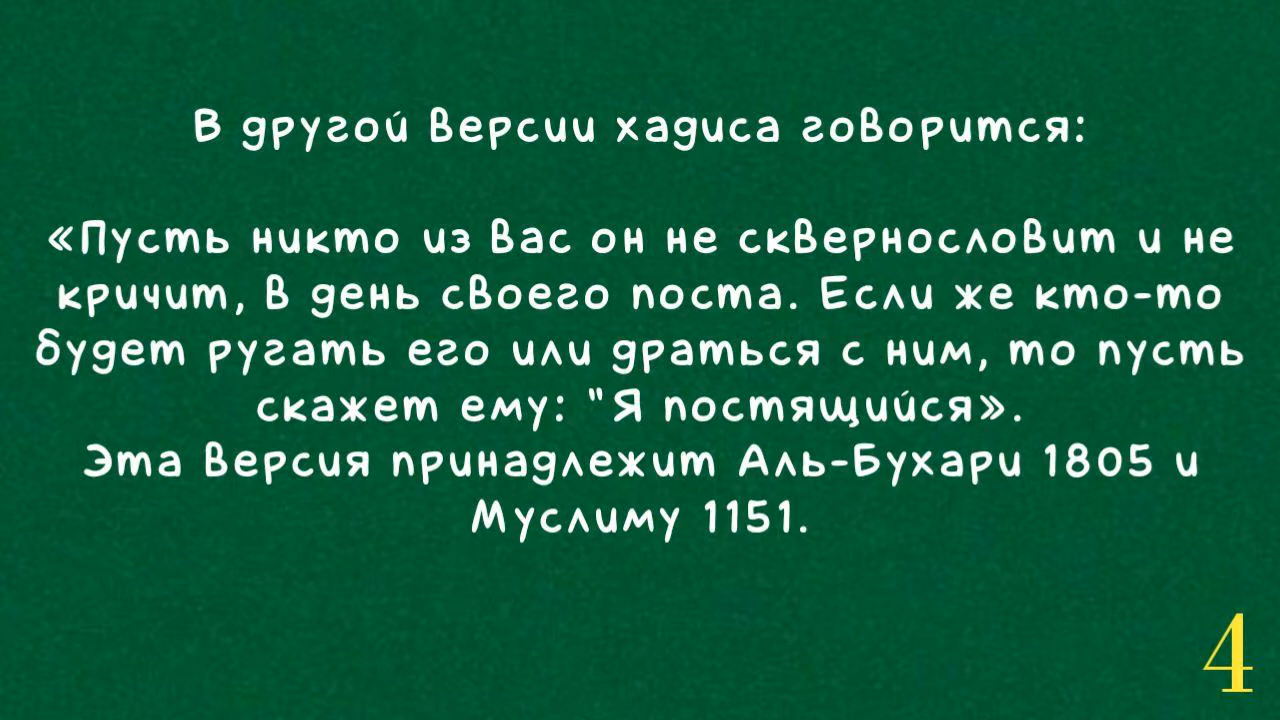 В другой версии хадиса говорится:
«Пусть никто из вас он не сквернословит и не
кричит, в день своего поста. Если же кто-то
будет ругать его или драться с ним, то пусть
скажет ему: "Я постящийся».
Эта версия принадлежит Аль-Бухари 1805 и
Муслиму 1151.
4